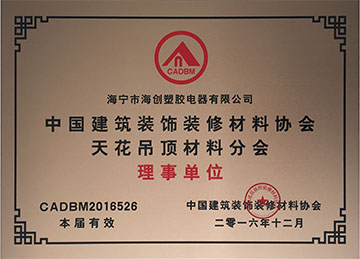 CADBM
海宁市海创塑胶电器有限公司
中国建筑装饰装修材料协会
天花吊顶材料分会
理事单位
CADBM2016526
中国建筑装饰装修材料协会
本届有效
二零一六年十二月